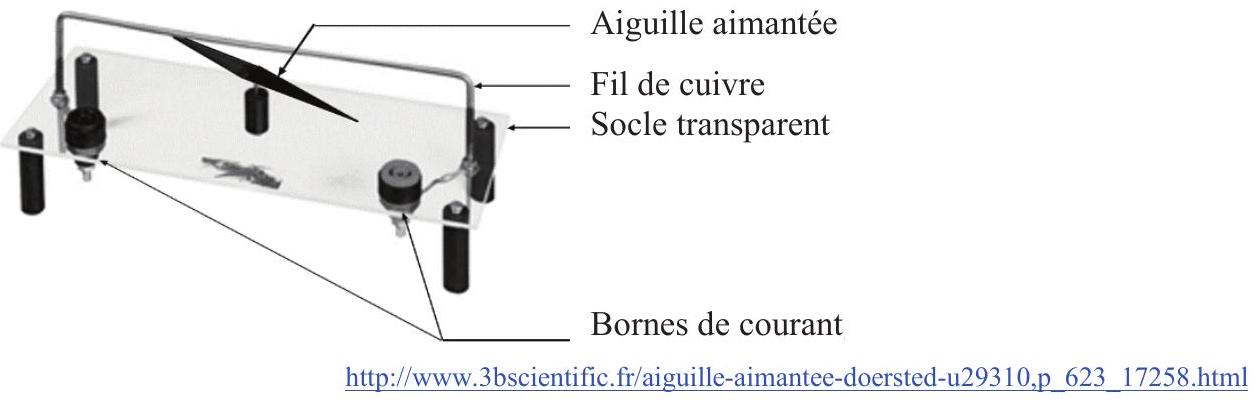 Aiguille aimantée
Fil de cuivre
Socle transparent
Bornes de courant
http://www.3bscientific.fr/aiguille-aimantee-doersted-u29310,p_623_17258.html